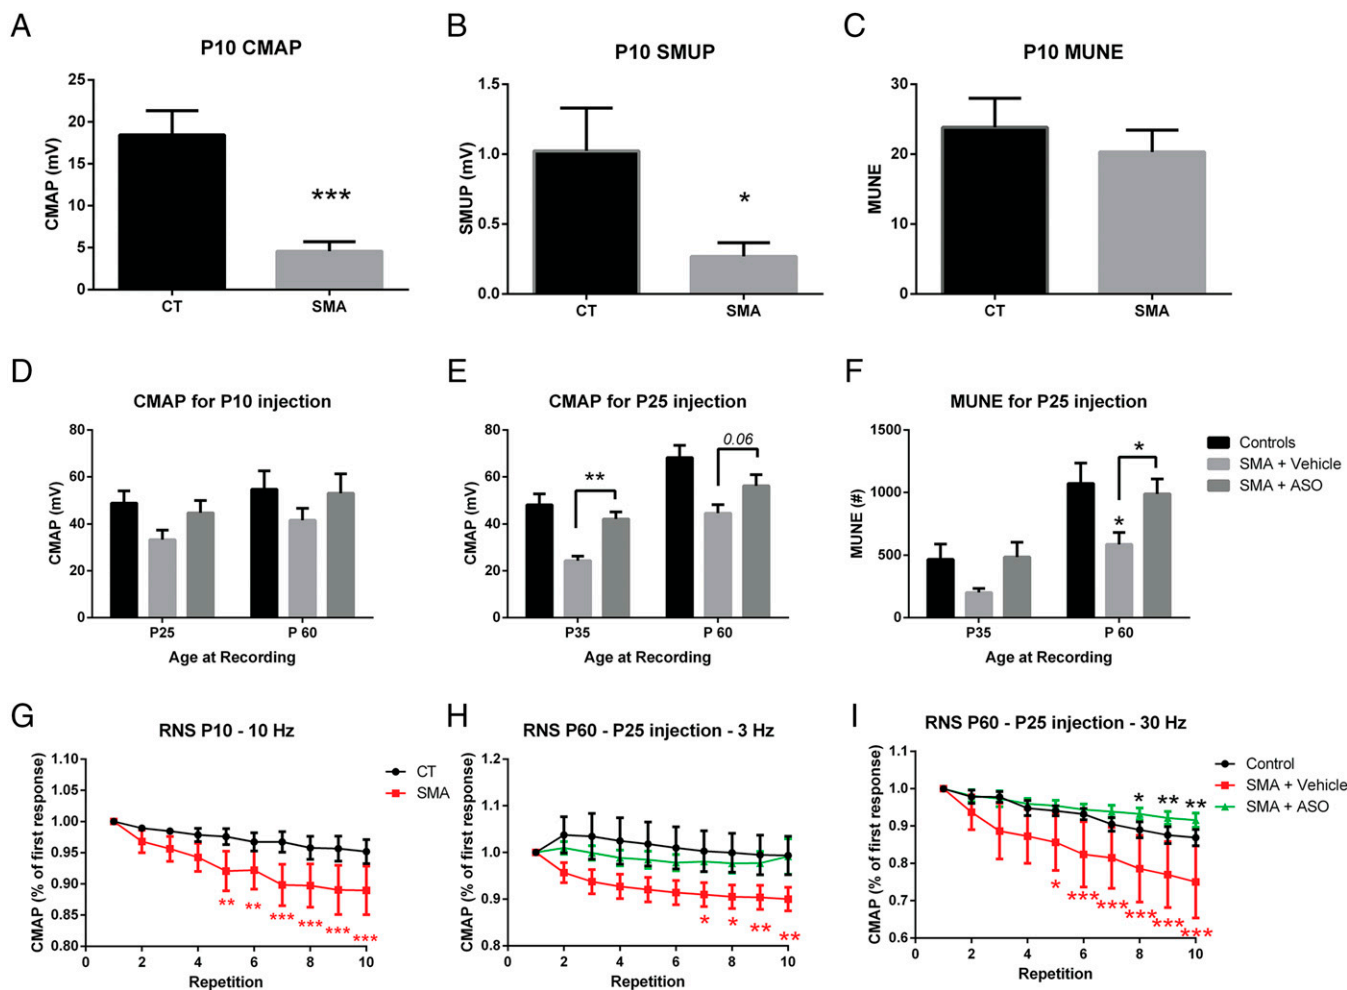 A
P10 CMAP
CMAP (mV)
25
20
15
10
5
0
***
CT
SMA
B
P10 SMUP
SMUP (mV)
1.5
1.0
0.5
0.0
*
CT
SMA
C
P10 MUNE
MUNE
30
20
10
0
CT
SMA
D
CMAP for P10 injection
CMAP (mV)
80
60
40
20
0
P25
P 60
Age at Recording
E
CMAP for P25 injection
CMAP (mV)
80
60
40
20
0
**
0.06
P35
P 60
Age at Recording
F
MUNE for P25 injection
MUNE (#)
1500
1000
500
0
*
*
P35
P 60
Age at Recording
Controls
SMA + Vehicle
SMA + ASO
G
RNS P10 - 10 Hz
CMAP (% of first response)
1.10
1.05
1.00
0.95
0.90
0.85
0.80
CT
SMA
** ** *** *** *** ***
0 2 4 6 8 10
Repetition
H
RNS P60 - P25 injection - 3 Hz
CMAP (% of first response)
1.2
1.1
1.0
0.9
0.8
* * ** **
0 2 4 6 8 10
Repetition
I
RNS P60 - P25 injection - 30 Hz
CMAP (% of first response)
1.1
1.0
0.9
0.8
0.7
0.6
Control
SMA + Vehicle
SMA + ASO
* ** **
* *** *** *** *** ***
0 2 4 6 8 10
Repetition